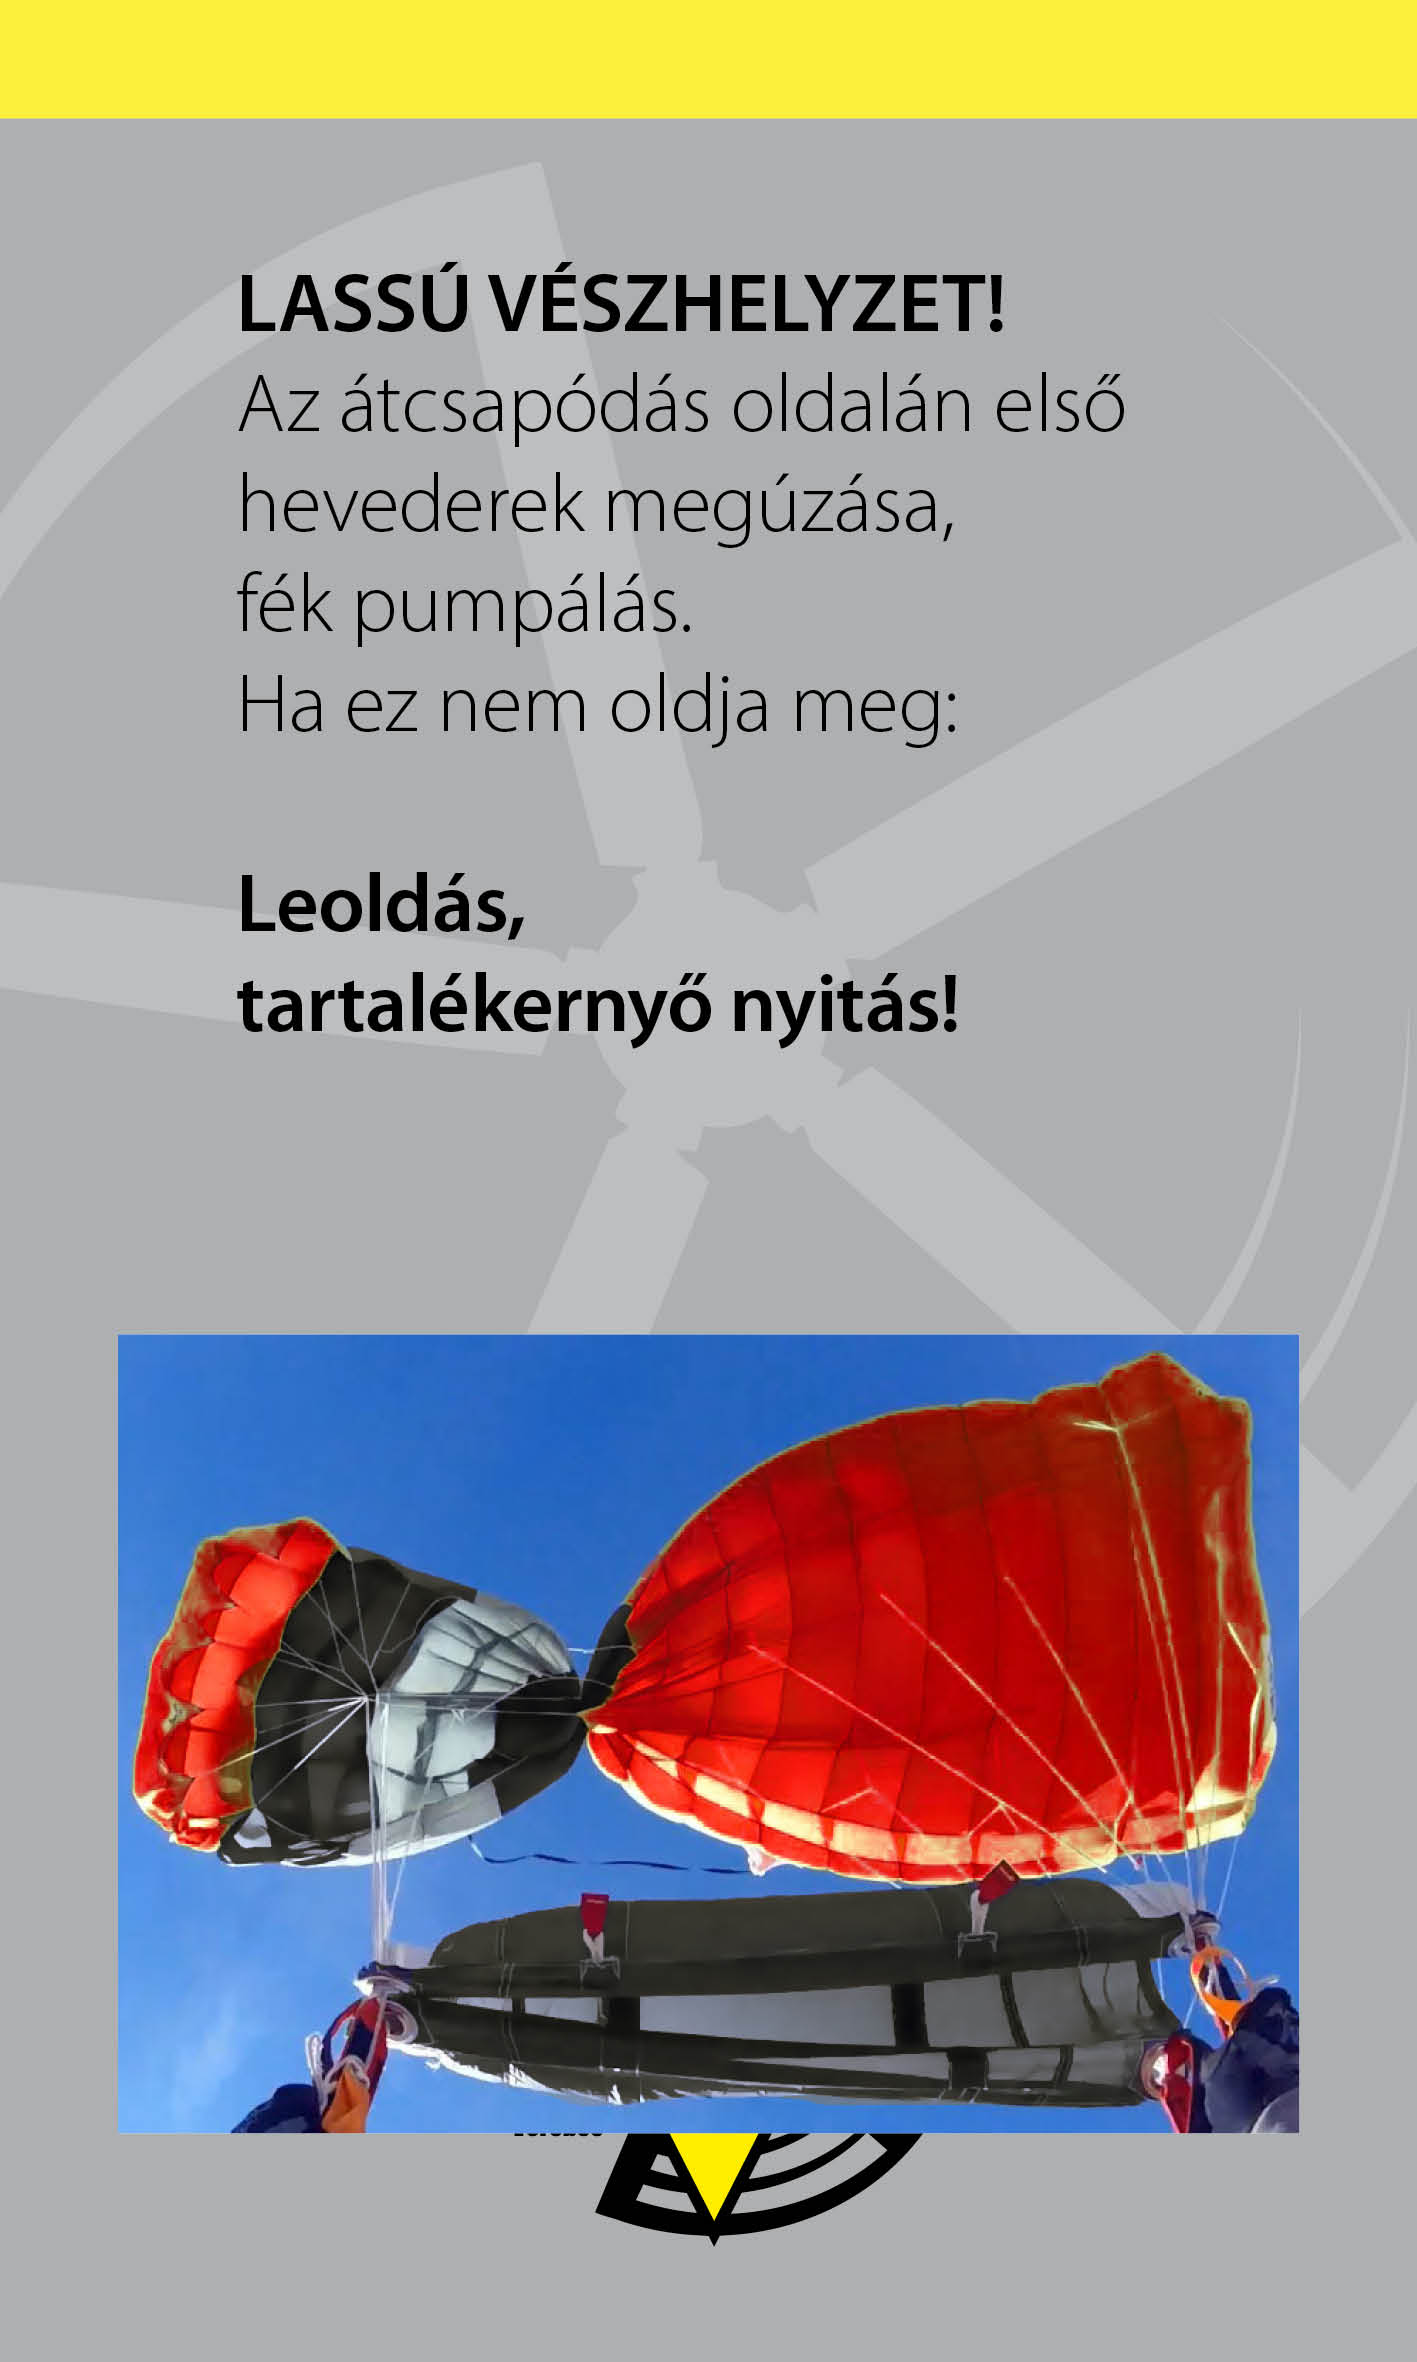 LASSÚ VÉSZHELYZET!
Az átcsapódás oldalán első
hevederek megúzása,
fék pumpálás.
Ha ez nem oldja meg:
Leoldás,
tartalékernyő nyitás!